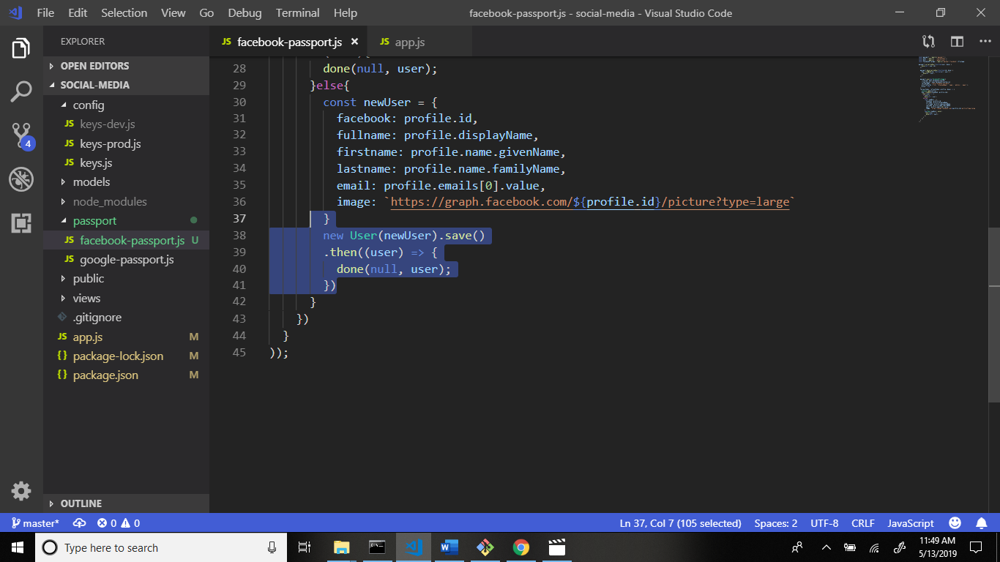 File Edit Selection View Go Debug Terminal Help
facebook-passport.js - social-media - Visual Studio Code
EXPLORER
JS facebook-passport.js
JS app.js
OPEN EDITORS
SOCIAL-MEDIA
config
JS keys-dev.js
JS keys-prod.js
JS keys.js
models
node_modules
passport
JS facebook-passport.js U
JS google-passport.js
public
views
.gitignore
JS app.js M
{} package-lock.json M
{} package.json M
OUTLINE
4
28 done(null, user);
29 }else{
30 const newUser = {
31 facebook: profile.id,
32 fullname: profile.displayName,
33 firstname: profile.name.givenName,
34 lastname: profile.name.familyName,
35 email: profile.emails[0].value,
36 image: `https://graph.facebook.com/${profile.id}/picture?type=large`
37 }
38 new User(newUser).save()
39 .then((user) => {
40 done(null, user);
41 })
42 }
43 })
44 }
45 ));
master* 0 0
Ln 37, Col 7 (105 selected) Spaces: 2 UTF-8 CRLF JavaScript
Type here to search
11:49 AM
5/13/2019